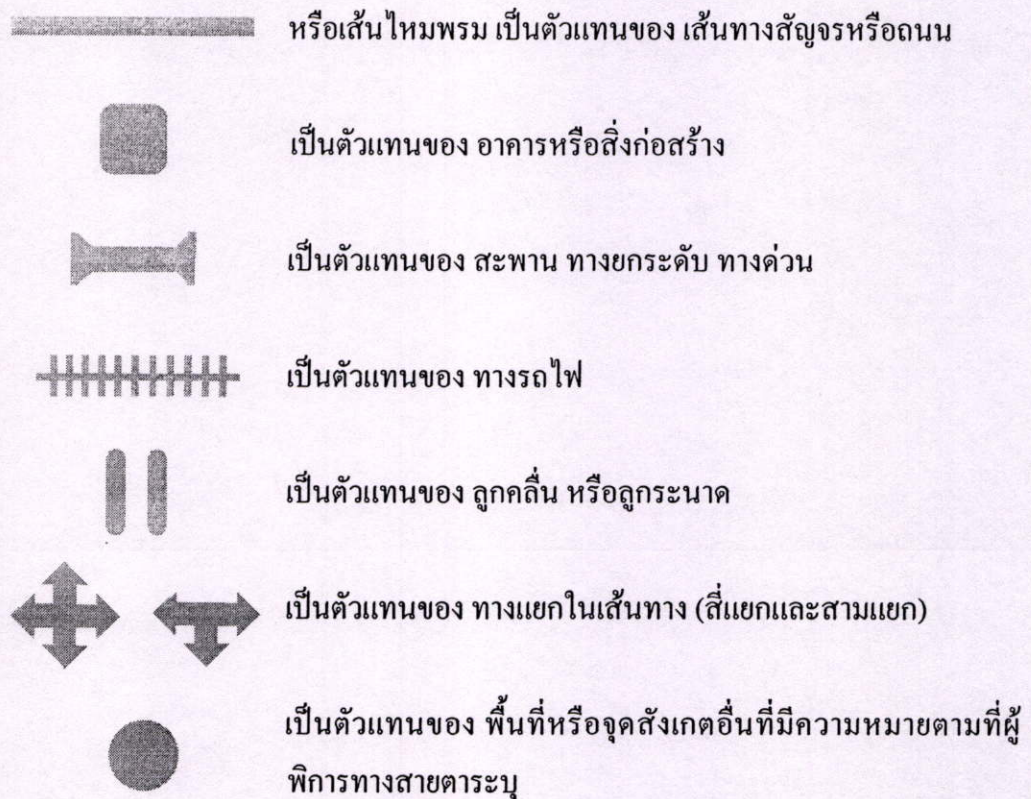 หรือเส้นไหมพรม เป็นตัวแทนของ เส้นทางสัญจรหรือถนน
เป็นตัวแทนของ อาคารหรือสิ่งก่อสร้าง
เป็นตัวแทนของ สะพาน ทางยกระดับ ทางด่วน
เป็นตัวแทนของ ทางรถไฟ
เป็นตัวแทนของ ลูกคลื่น หรือลูกระนาด
เป็นตัวแทนของ ทางแยกในเส้นทาง (สี่แยกและสามแยก)
เป็นตัวแทนของ พื้นที่หรือจุดสังเกตอื่นที่มีความหมายตามที่ผู้
พิการทางสายตาระบุ